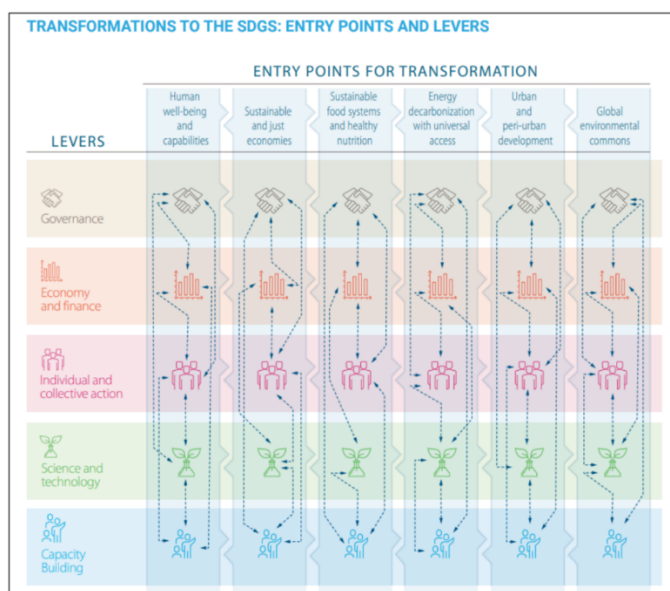 TRANSFORMATIONS TO THE SDGS: ENTRY POINTS AND LEVERS
ENTRY POINTS FOR TRANSFORMATION
LEVERS
Human
well-being
and
capabilities
Sustainable
and just
economies
Sustainable
food systems
and healthy
nutrition
Energy
decarbonization
with universal
access
Urban
and
peri-urban
development
Global
environmental
commons
Governance
Economy
and finance
Individual and
collective action
Science and
technology
Capacity
Building